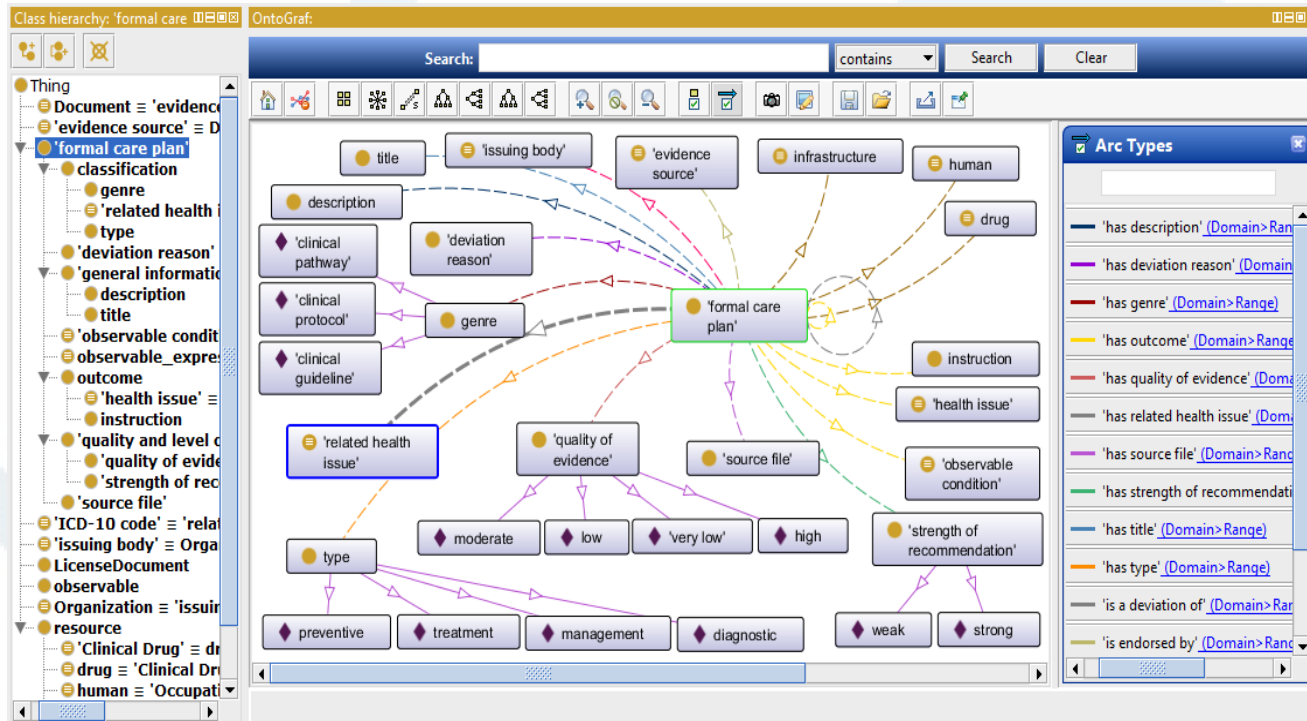 Class hierarchy: 'formal care
OntoGraf:
Search:
contains
Search
Clear
Thing
Document ≡ 'evidence
'evidence source' ≡ D
'formal care plan'
classification
genre
'related health i
type
'deviation reason'
'general informatio
description
title
'observable condit
observable_expres
outcome
'health issue' ≡
instruction
'quality and level o
'quality of evide
'strength of rec
'source file'
'ICD-10 code' ≡ 'relat
'issuing body' ≡ Orga
LicenseDocument
observable
Organization ≡ 'issuin
resource
'Clinical Drug' ≡ dr
drug ≡ 'Clinical Dru
human ≡ 'Occupati
title
'issuing body'
'evidence
source'
infrastructure
human
description
drug
'deviation
reason'
'clinical
pathway'
'clinical
protocol'
genre
'formal care
plan'
'clinical
guideline'
instruction
'health issue'
'related health
issue'
'quality of
evidence'
'source file'
'observable
condition'
moderate
low
'very low'
high
'strength of
recommendation'
type
preventive
treatment
management
diagnostic
weak
strong
Arc Types
'has description' (Domain>Ran
'has deviation reason' (Domain
'has genre' (Domain>Range)
'has outcome' (Domain>Range
'has quality of evidence' (Doma
'has related health issue' (Doma
'has source file' (Domain>Rang
'has strength of recommendati
'has title' (Domain>Range)
'has type' (Domain>Range)
'is a deviation of' (Domain>Ran
'is endorsed by' (Domain>Rang